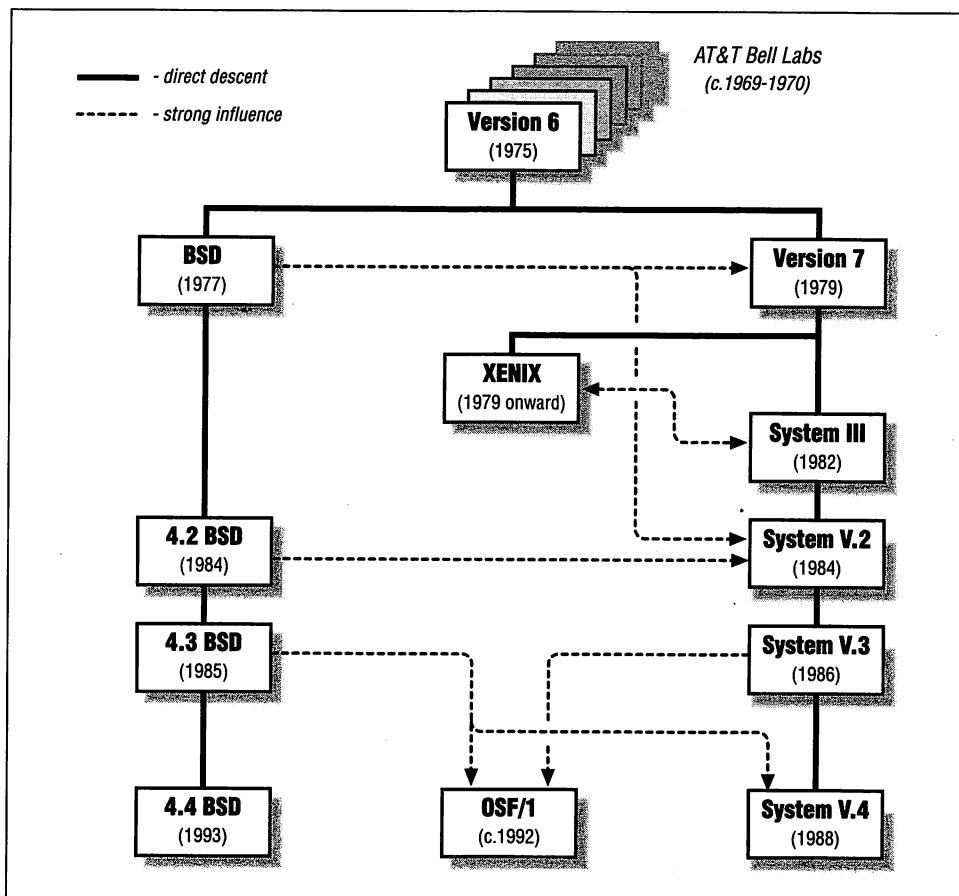 AT&T Bell Labs
(c.1969-1970)
- direct descent
- strong influence
Version 6
(1975)
BSD
(1977)
Version 7
(1979)
XENIX
(1979 onward)
System III
(1982)
4.2 BSD
(1984)
System V.2
(1984)
4.3 BSD
(1985)
System V.3
(1986)
4.4 BSD
(1993)
OSF/1
(c.1992)
System V.4
(1988)